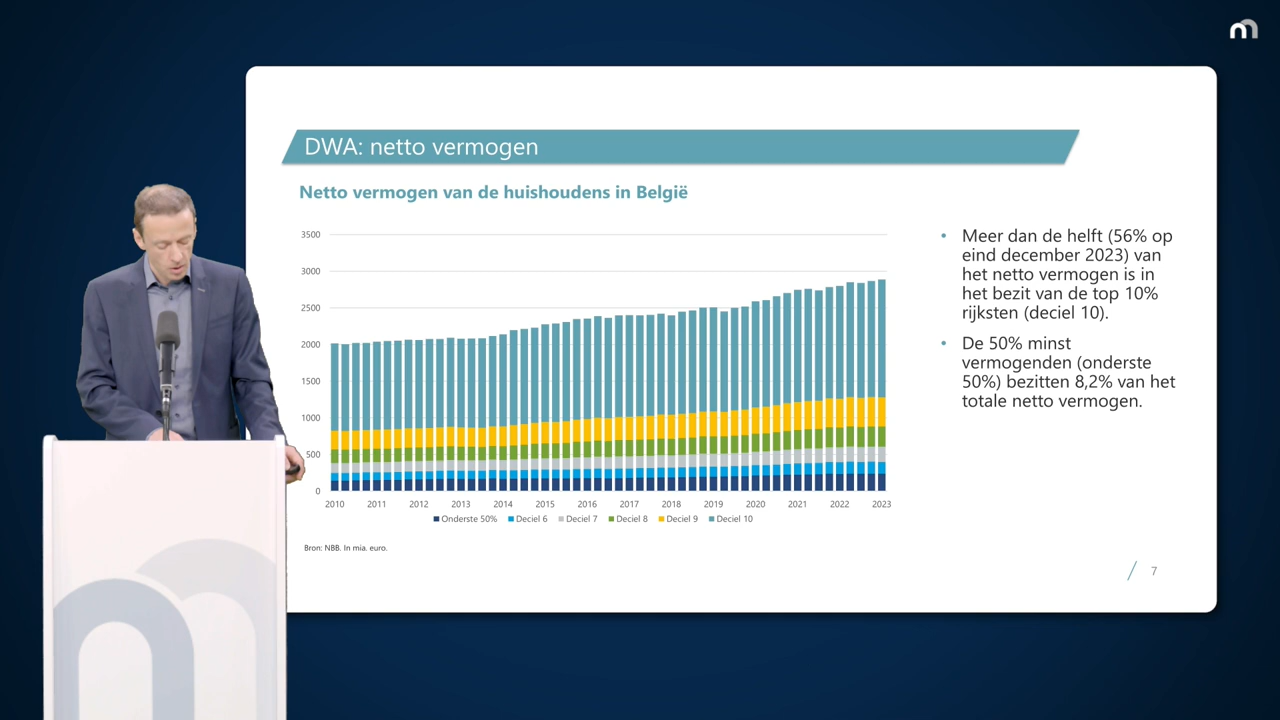 DWA: netto vermogen
Netto vermogen van de huishoudens in België
3500
3000
2500
2000
1500
1000
500
0
2010 2011 2012 2013 2014 2015 2016 2017 2018 2019 2020 2021 2022 2023
Onderste 50% Deciel 6 Deciel 7 Deciel 8 Deciel 9 Deciel 10
Bron: NBB. In mia. euro.
• Meer dan de helft (56% op
eind december 2023) van
het netto vermogen is in
het bezit van de top 10%
rijksten (deciel 10).
• De 50% minst
vermogenden (onderste
50%) bezitten 8,2% van het
totale netto vermogen.
7